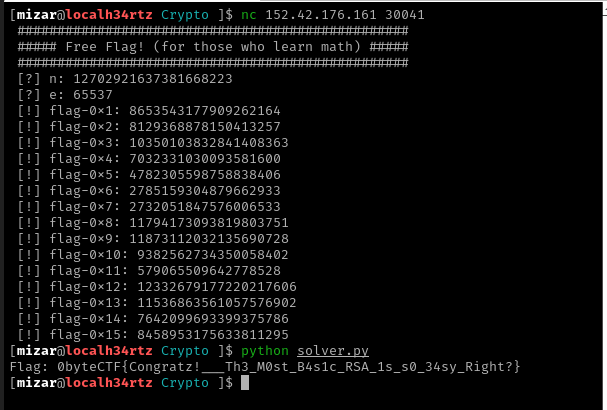 [mizar@localh34rtz Crypto ]$ nc 152.42.176.161 30041
################################################
##### Free Flag! (for those who learn math) #####
################################################
[?] n: 12702921637381668223
[?] e: 65537
[!] flag-0×1: 8653543177909262164
[!] flag-0×2: 8129368878150413257
[!] flag-0×3: 10350103832841408363
[!] flag-0×4: 7032331030093581600
[!] flag-0×5: 4782305598758838406
[!] flag-0×6: 2785159304879662933
[!] flag-0×7: 2732051847576006533
[!] flag-0×8: 11794173093819803751
[!] flag-0×9: 11873112032135690728
[!] flag-0×10: 9382562734350058402
[!] flag-0×11: 579065509642778528
[!] flag-0×12: 12332679177220217606
[!] flag-0×13: 11536863561057576902
[!] flag-0×14: 7642099693399375786
[!] flag-0×15: 8458953175633811295
[mizar@localh34rtz Crypto ]$ python solver.py
Flag: 0byteCTF{Congratz!___Th3_M0st_B4s1c_RSA_1s_s0_34sy_Right?}
[mizar@localh34rtz Crypto ]$